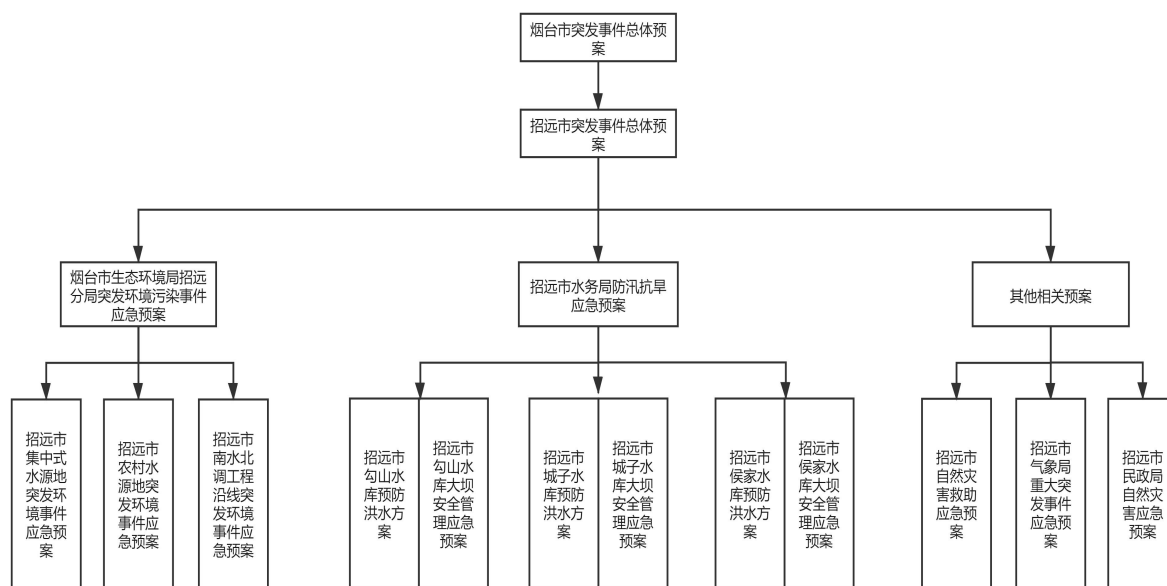 烟台市突发事件总体预
案
招远市突发事件总体预
案
烟台市生态环境局招远
分局突发环境污染事件
应急预案
招远市水务局防汛抗旱
应急预案
其他相关预案
招远市
集中式
水源地
突发环
境事件
应急预
案
招远市
农村水
源地突
发环境
事件应
急预案
招远市
南水北
调工程
沿线突
发环境
事件应
急预案
招远市
勾山水
库预防
洪水方
案
招远市
勾山水
库大坝
安全管
理应急
预案
招远市
城子水
库预防
洪水方
案
招远市
城子水
库大坝
安全管
理应急
预案
招远市
侯家水
库预防
洪水方
案
招远市
侯家水
库大坝
安全管
理应急
预案
招远市
自然灾
害救助
应急预
案
招远市
气象局
重大突
发事件
应急预
案
招远市
民政局
自然灾
害应急
预案